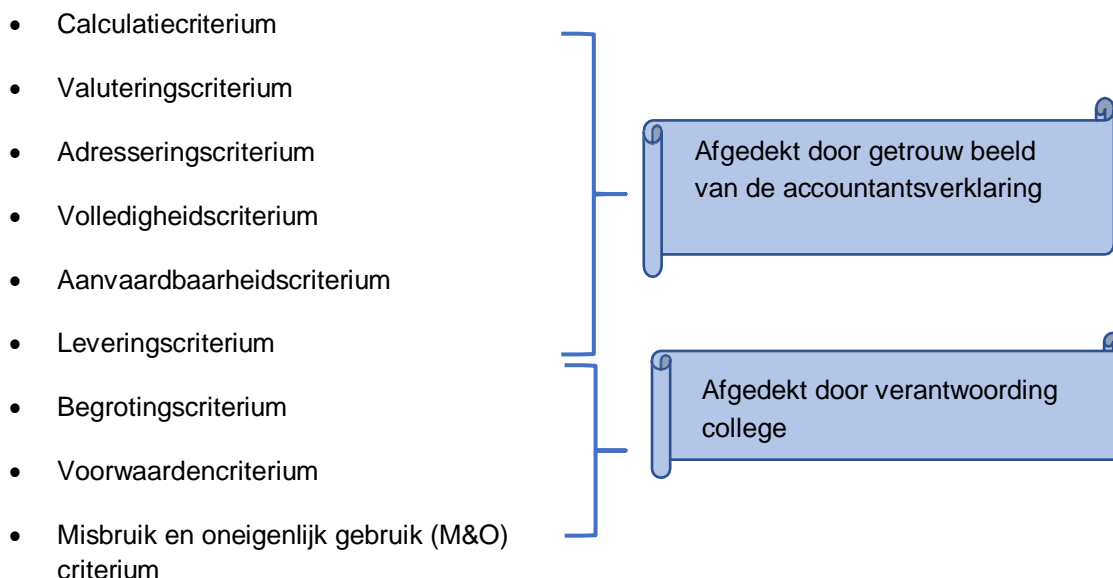 • Calculatiecriterium
• Valuteringscriterium
• Adresseringscriterium
• Volledigheidscriterium
• Aanvaardbaarheidscriterium
• Leveringscriterium
• Begrotingscriterium
• Voorwaardencriterium
• Misbruik en oneigenlijk gebruik (M&O)
criterium
Afgedekt door getrouw beeld
van de accountantsverklaring
Afgedekt door verantwoording
college